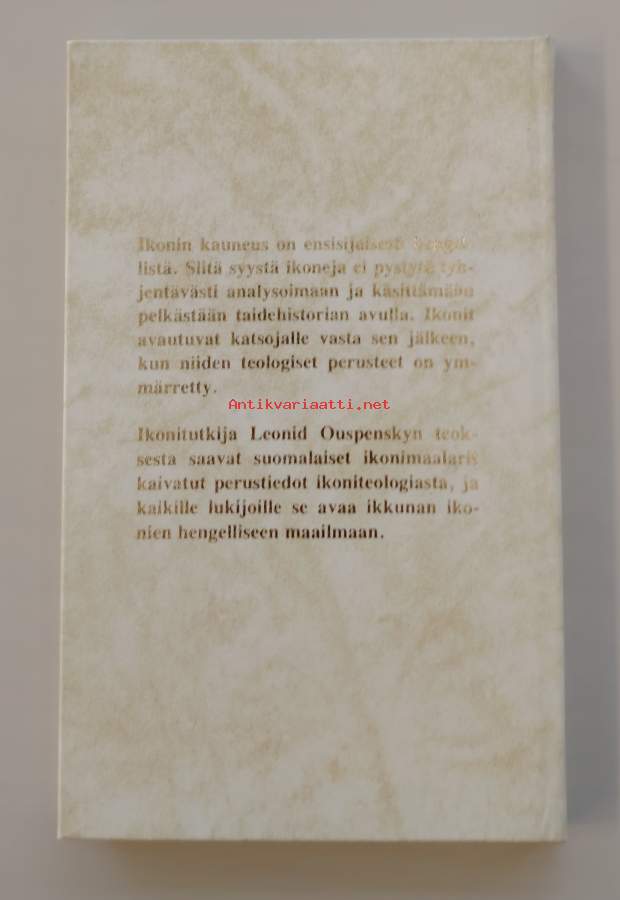 Ikonin kauneus on ensisijaisesti hengel-
listä. Siitä syystä ikoneja ei pystytä tyh-
jentävästi analysoimaan ja käsittämään
pelkästään taidehistorian avulla. Ikonit
avautuvat katsojalle vasta sen jälkeen,
kun niiden teologiset perusteet on ym-
märretty.
Antikvariaatti.net
Ikonitutkija Leonid Ouspenskyn teok-
sesta saavat suomalaiset ikonimaalarit
kaivatut perustiedot ikoniteologiasta, ja
kaikille lukijoille se avaa ikkunan iko-
nien hengelliseen maailmaan.